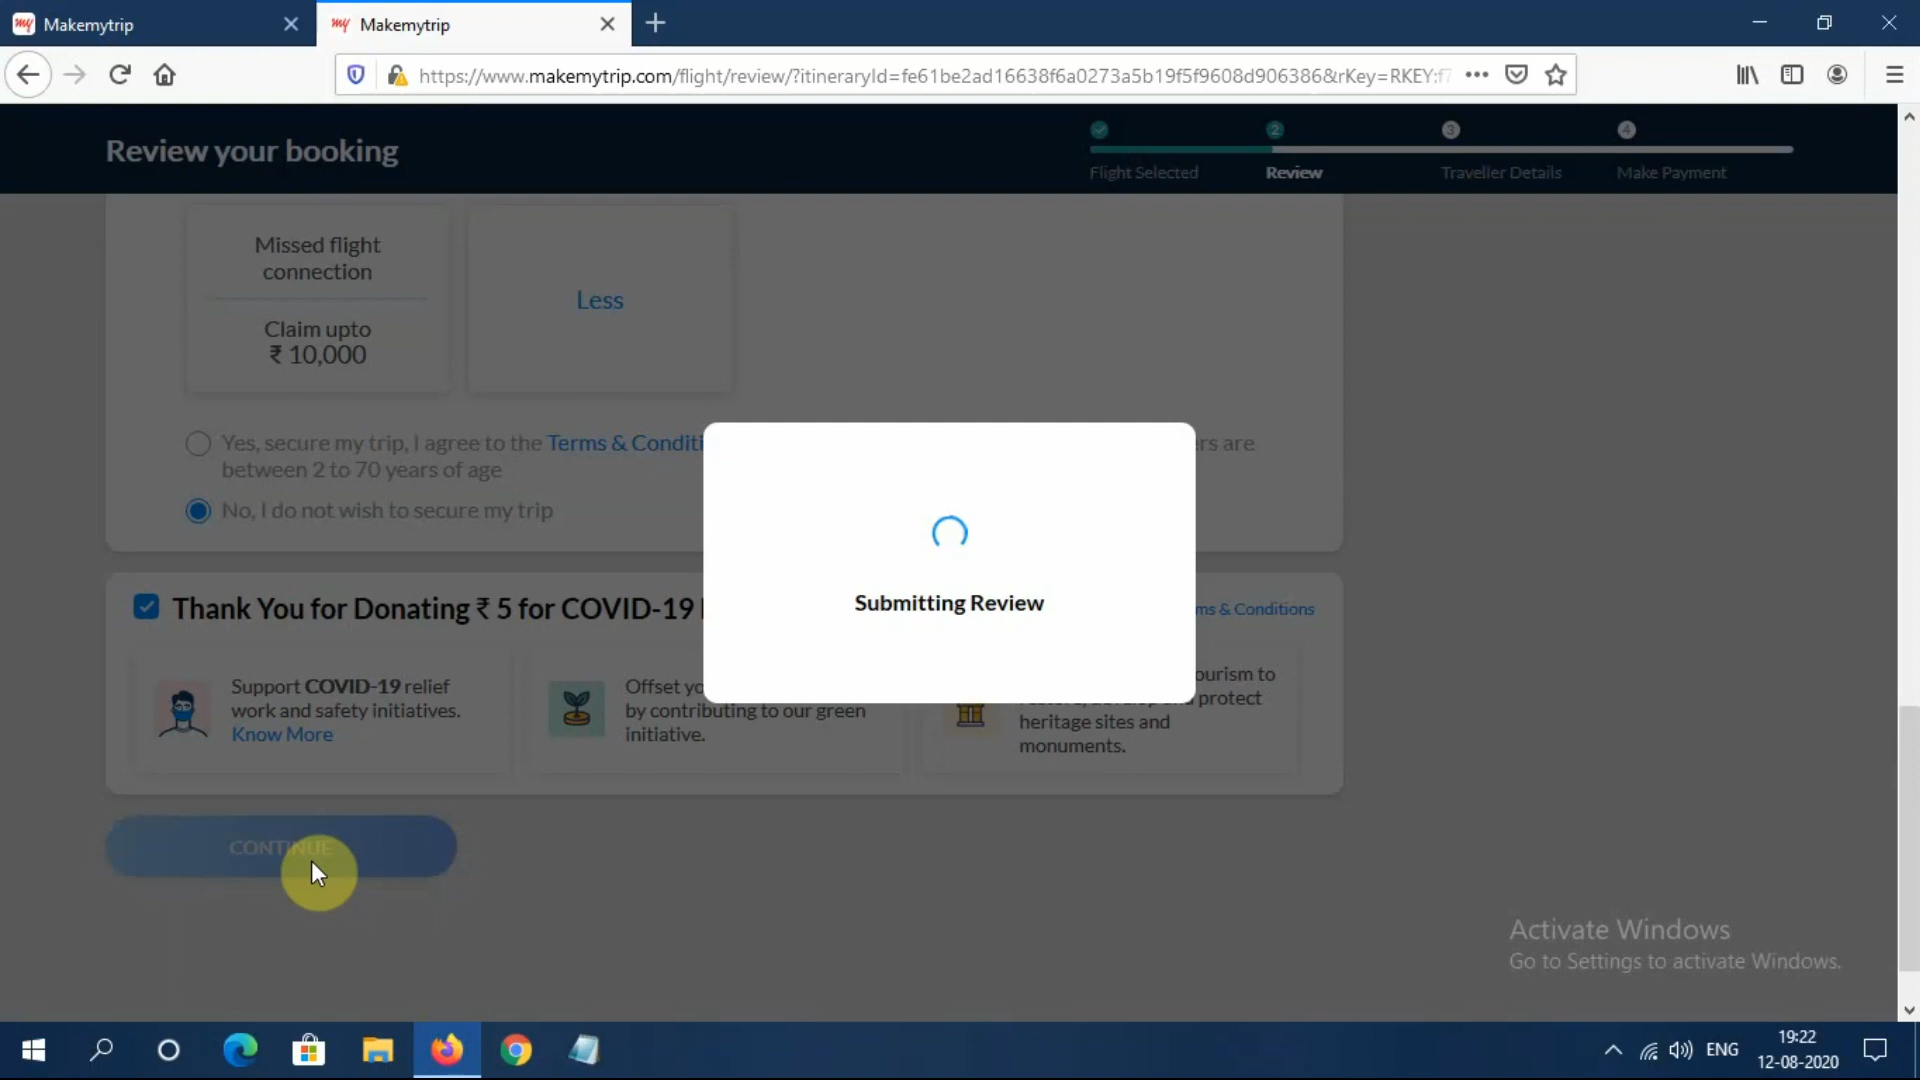 Makemytrip
Makemytrip
https://www.makemytrip.com/flight/review/?itineraryId=fe61be2ad16638f6a0273a5b19f5f9608d906386&rKey=RKEY:f7
Review your booking
2
3
4
Flight Selected
Review
Traveller Details
Make Payment
Missed flight
connection
Claim upto
₹ 10,000
Less
Yes, secure my trip, I agree to the Terms & Conditi
rs are
between 2 to 70 years of age
No, I do not wish to secure my trip
Submitting Review
Thank You for Donating ₹ 5 for COVID-19
ms & Conditions
Support COVID-19 relief
work and safety initiatives.
Know More
Offset yo
by contributing to our green
initiative.
ourism to
protect
heritage sites and
monuments.
CONTINUE
Activate Windows
Go to Settings to activate Windows.
ENG
19:22
12-08-2020